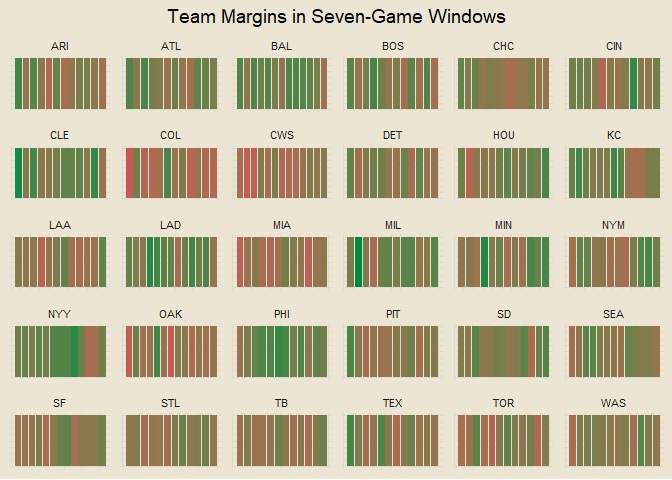 Team Margins in Seven-Game Windows
ARI ATL BAL BOS CHC CIN
CLE COL CWS DET HOU KC
LAA LAD MIA MIL MIN NYM
NYY OAK PHI PIT SD SEA
SF STL TB TEX TOR WAS